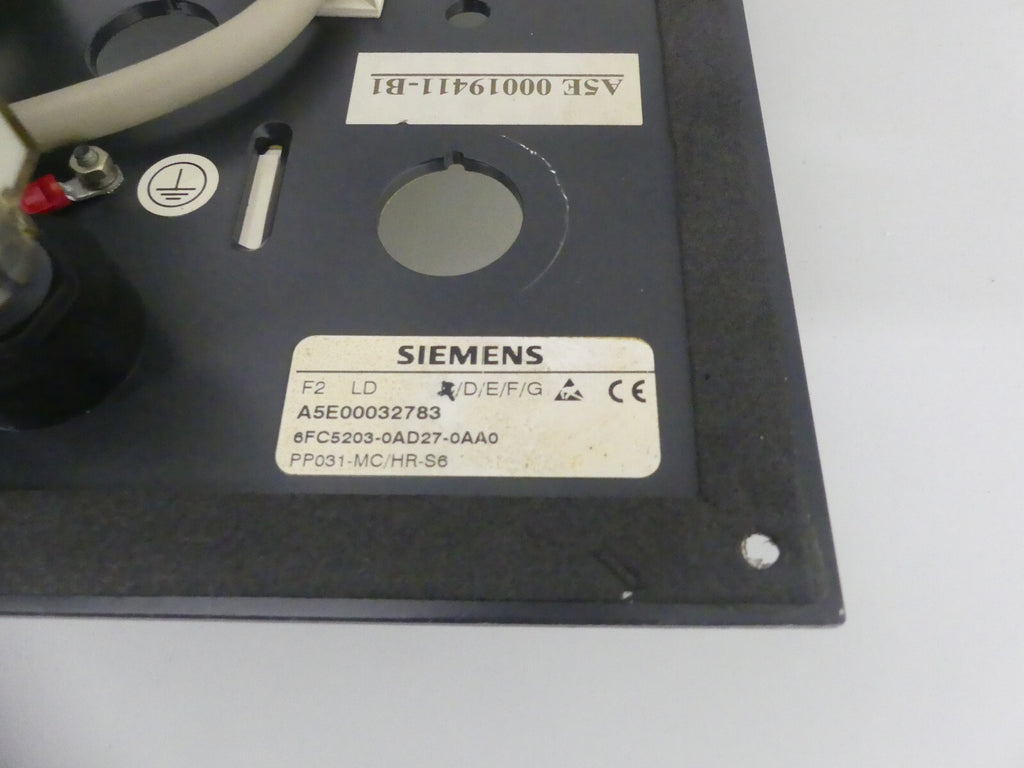 A5E 00019411-B1
SIEMENS
F2 LD /D/E/F/G CE
A5E00032783
6FC5203-0AD27-0AA0
PP031-MC/HR-S6